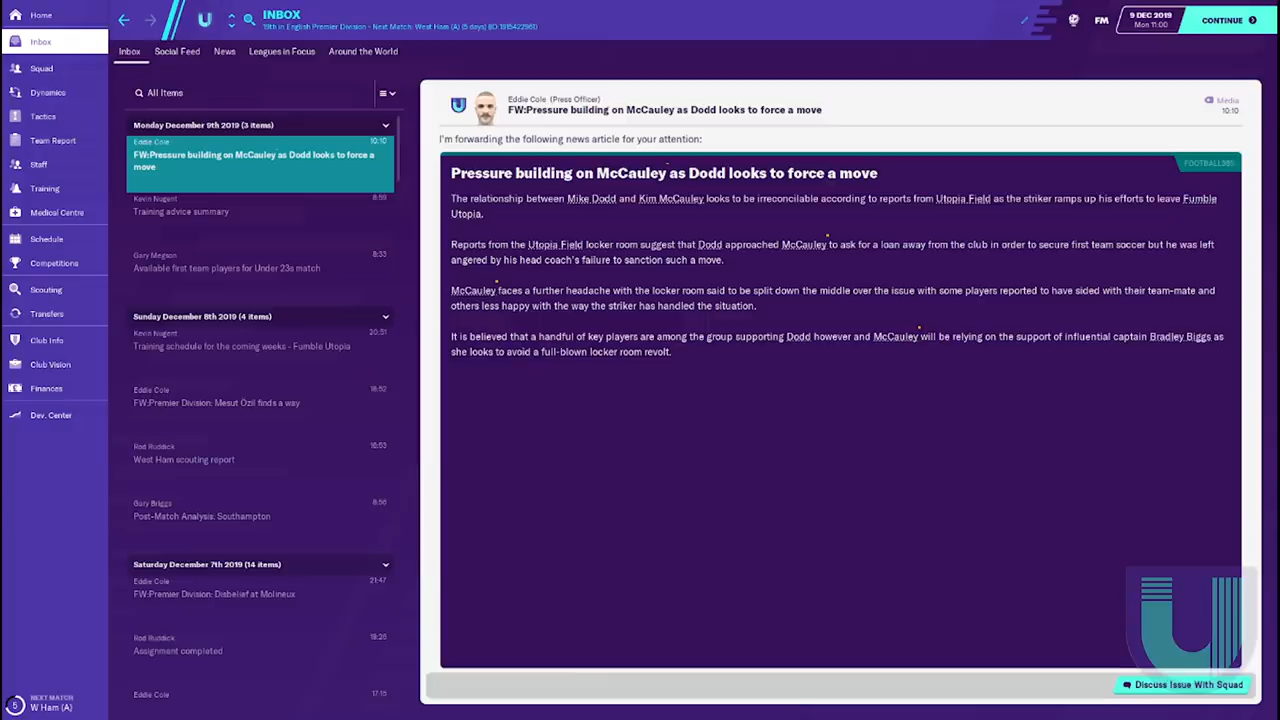 Home
Inbox
Squad
Dynamics
Tactics
Team Report
Staff
Training
Medical Centre
Schedule
Competitions
Scouting
Transfers
Club Info
Club Vision
Finances
Dev. Center
5
NEXT MATCH
W Ham (A)
INBOX
19th in English Premier Division - Next Match: West Ham (A) (5 days)
FM
9 DEC 2019
Mon 11:00
CONTINUE
Inbox
Social Feed
News
Leagues in Focus
Around the World
All Items
Monday December 9th 2019 (3 items)
Eddie Cole 10:10
FW:Pressure building on McCauley as Dodd looks to force a
move
Kevin Nugent 8:59
Training advice summary
Gary Megson 8:33
Available first team players for Under 23s match
Sunday December 8th 2019 (4 items)
Kevin Nugent 20:51
Training schedule for the coming weeks - Fumble Utopia
Eddie Cole 18:52
FW:Premier Division: Mesut Özil finds a way
Rod Ruddick 16:53
West Ham scouting report
Gary Briggs 8:56
Post-Match Analysis: Southampton
Saturday December 7th 2019 (14 items)
Eddie Cole 21:47
FW:Premier Division: Disbelief at Molineux
Rod Ruddick 18:26
Assignment completed
Eddie Cole 17:15
Eddie Cole (Press Officer)
FW:Pressure building on McCauley as Dodd looks to force a move
Media
10:10
I'm forwarding the following news article for your attention:
FOOTBALL365
Pressure building on McCauley as Dodd looks to force a move
The relationship between Mike Dodd and Kim McCauley looks to be irreconcilable according to reports from Utopia Field as the striker ramps up his efforts to leave Fumble
Utopia.
Reports from the Utopia Field locker room suggest that Dodd approached McCauley to ask for a loan away from the club in order to secure first team soccer but he was left
angered by his head coach's failure to sanction such a move.
McCauley faces a further headache with the locker room said to be split down the middle over the issue with some players reported to have sided with their team-mate and
others less happy with the way the striker has handled the situation.
It is believed that a handful of key players are among the group supporting Dodd however and McCauley will be relying on the support of influential captain Bradley Biggs as
she looks to avoid a full-blown locker room revolt.
Discuss Issue With Squad